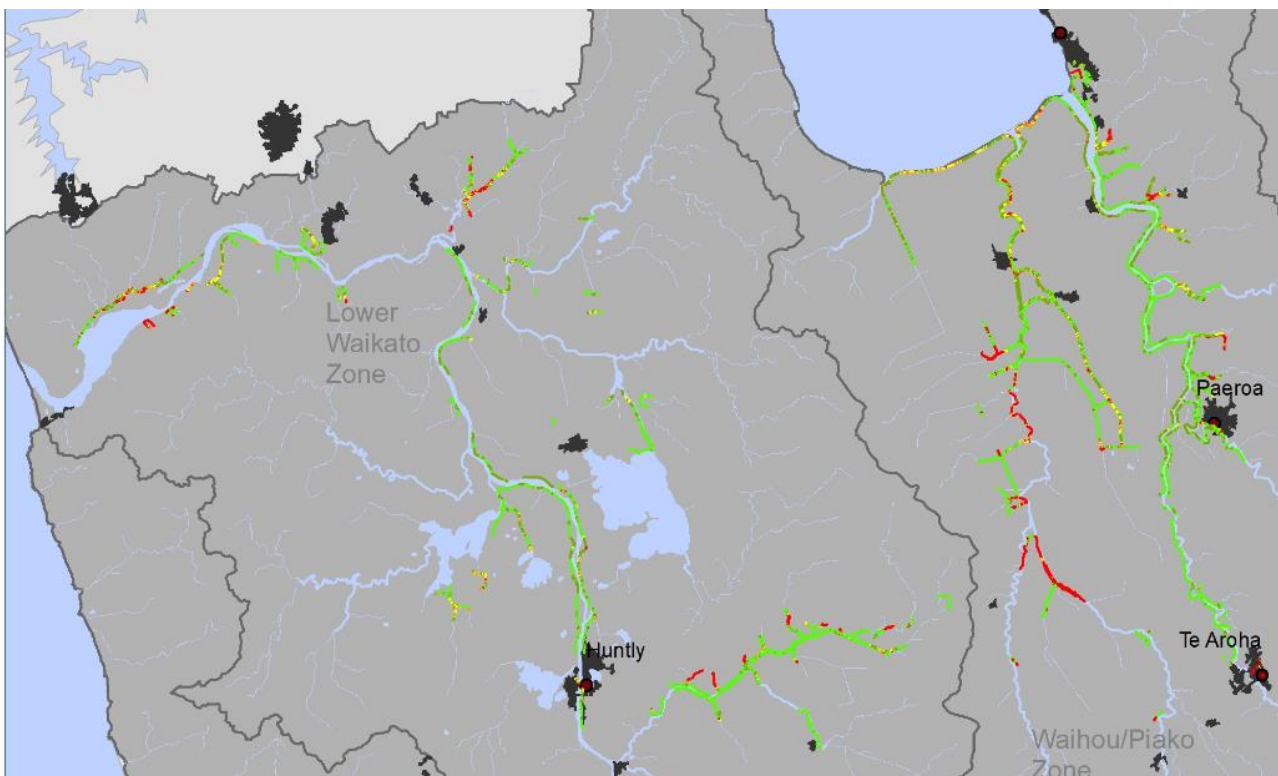 Lower
Waikato
Zone
Paeroa
Huntly
Te Aroha
Waihou/Piako
Zone